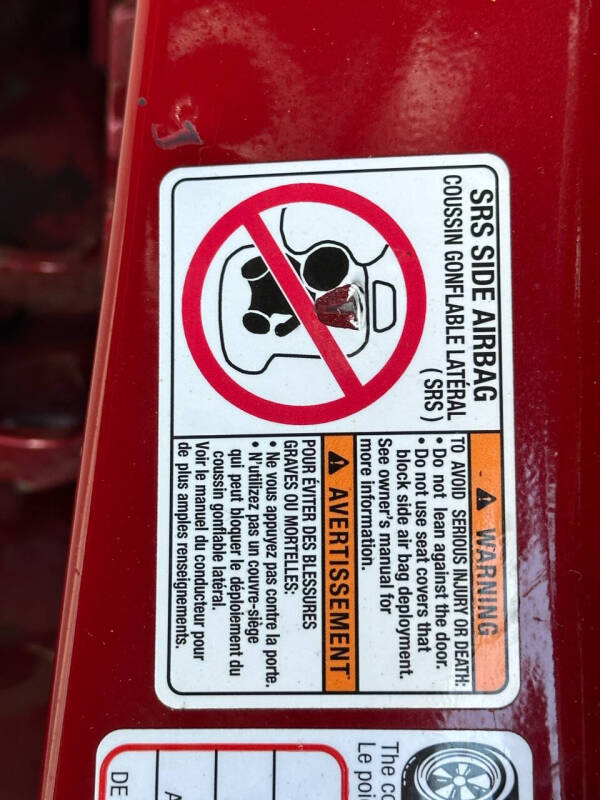 SRS SIDE AIRBAG
COUSSIN GONFLABLE LATÉRAL
(SRS)
WARNING
TO AVOID SERIOUS INJURY OR DEATH:
• Do not lean against the door.
• Do not use seat covers that
block side air bag deployment.
See owner's manual for
more information.
AVERTISSEMENT
POUR ÉVITER DES BLESSURES
GRAVES OU MORTELLES:
• Ne vous appuyez pas contre la porte.
• N'utilizez pas un couvre-siège
qui peut bloquer le déploiement du
coussin gonflable latéral.
Voir le manuel du conducteur pour
de plus amples renseignements.
The
Le
DE